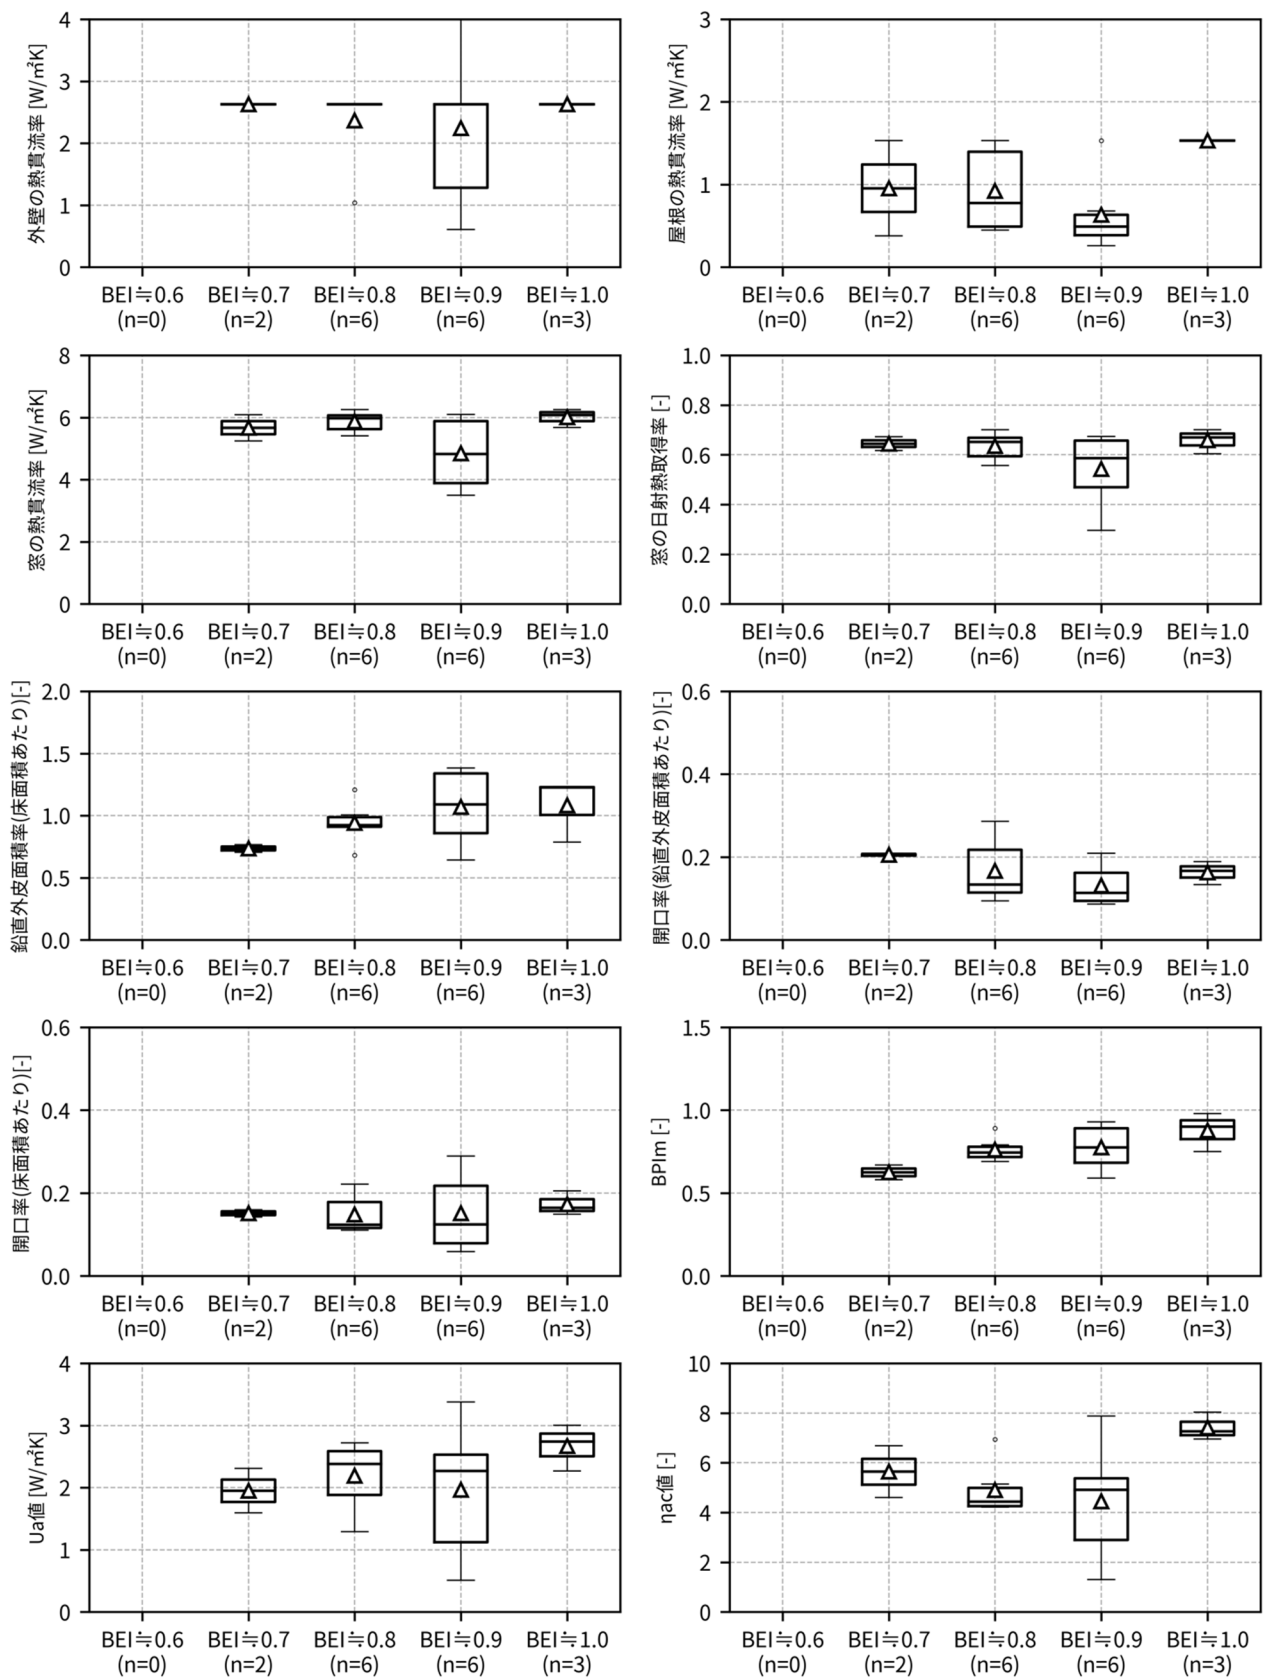 外壁の熱貫流率 [W/㎡K]
4
3
2
1
0
BEI≒0.6 BEI≒0.7 BEI≒0.8 BEI≒0.9 BEI≒1.0
(n=0) (n=2) (n=6) (n=6) (n=3)
屋根の熱貫流率 [W/㎡K]
3
2
1
0
BEI≒0.6 BEI≒0.7 BEI≒0.8 BEI≒0.9 BEI≒1.0
(n=0) (n=2) (n=6) (n=6) (n=3)
窓の熱貫流率 [W/㎡K]
8
6
4
2
0
BEI≒0.6 BEI≒0.7 BEI≒0.8 BEI≒0.9 BEI≒1.0
(n=0) (n=2) (n=6) (n=6) (n=3)
窓の日射熱取得率 [-]
1.0
0.8
0.6
0.4
0.2
0.0
BEI≒0.6 BEI≒0.7 BEI≒0.8 BEI≒0.9 BEI≒1.0
(n=0) (n=2) (n=6) (n=6) (n=3)
鉛直外皮面積率(床面積あたり)[-]
2.0
1.5
1.0
0.5
0.0
BEI≒0.6 BEI≒0.7 BEI≒0.8 BEI≒0.9 BEI≒1.0
(n=0) (n=2) (n=6) (n=6) (n=3)
開口率(鉛直外皮面積あたり)[-]
0.6
0.4
0.2
0.0
BEI≒0.6 BEI≒0.7 BEI≒0.8 BEI≒0.9 BEI≒1.0
(n=0) (n=2) (n=6) (n=6) (n=3)
開口率(床面積あたり)[-]
0.6
0.4
0.2
0.0
BEI≒0.6 BEI≒0.7 BEI≒0.8 BEI≒0.9 BEI≒1.0
(n=0) (n=2) (n=6) (n=6) (n=3)
BPIm [-]
1.5
1.0
0.5
0.0
BEI≒0.6 BEI≒0.7 BEI≒0.8 BEI≒0.9 BEI≒1.0
(n=0) (n=2) (n=6) (n=6) (n=3)
Ua値 [W/㎡K]
4
3
2
1
0
BEI≒0.6 BEI≒0.7 BEI≒0.8 BEI≒0.9 BEI≒1.0
(n=0) (n=2) (n=6) (n=6) (n=3)
ηac値 [-]
10
8
6
4
2
0
BEI≒0.6 BEI≒0.7 BEI≒0.8 BEI≒0.9 BEI≒1.0
(n=0) (n=2) (n=6) (n=6) (n=3)